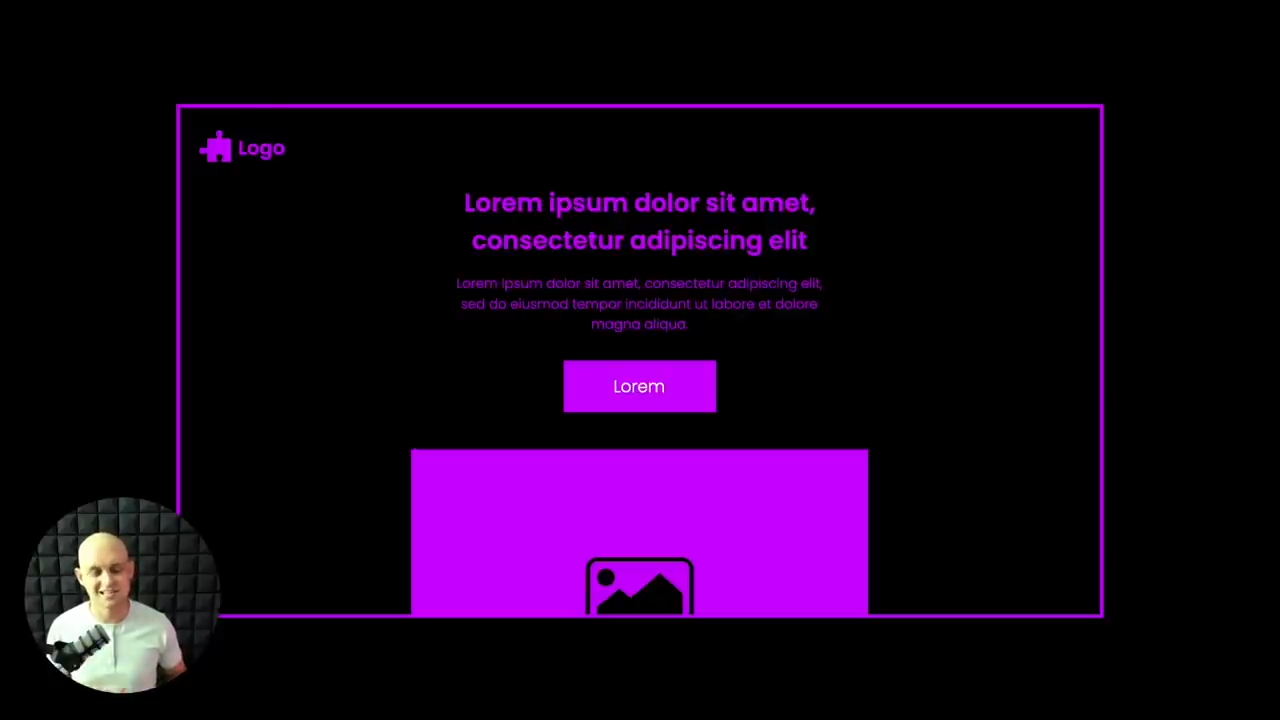 Logo
Lorem ipsum dolor sit amet,
consectetur adipiscing elit
Lorem ipsum dolor sit amet, consectetur adipiscing elit,
sed do eiusmod tempor incididunt ut labore et dolore
magna aliqua.
Lorem